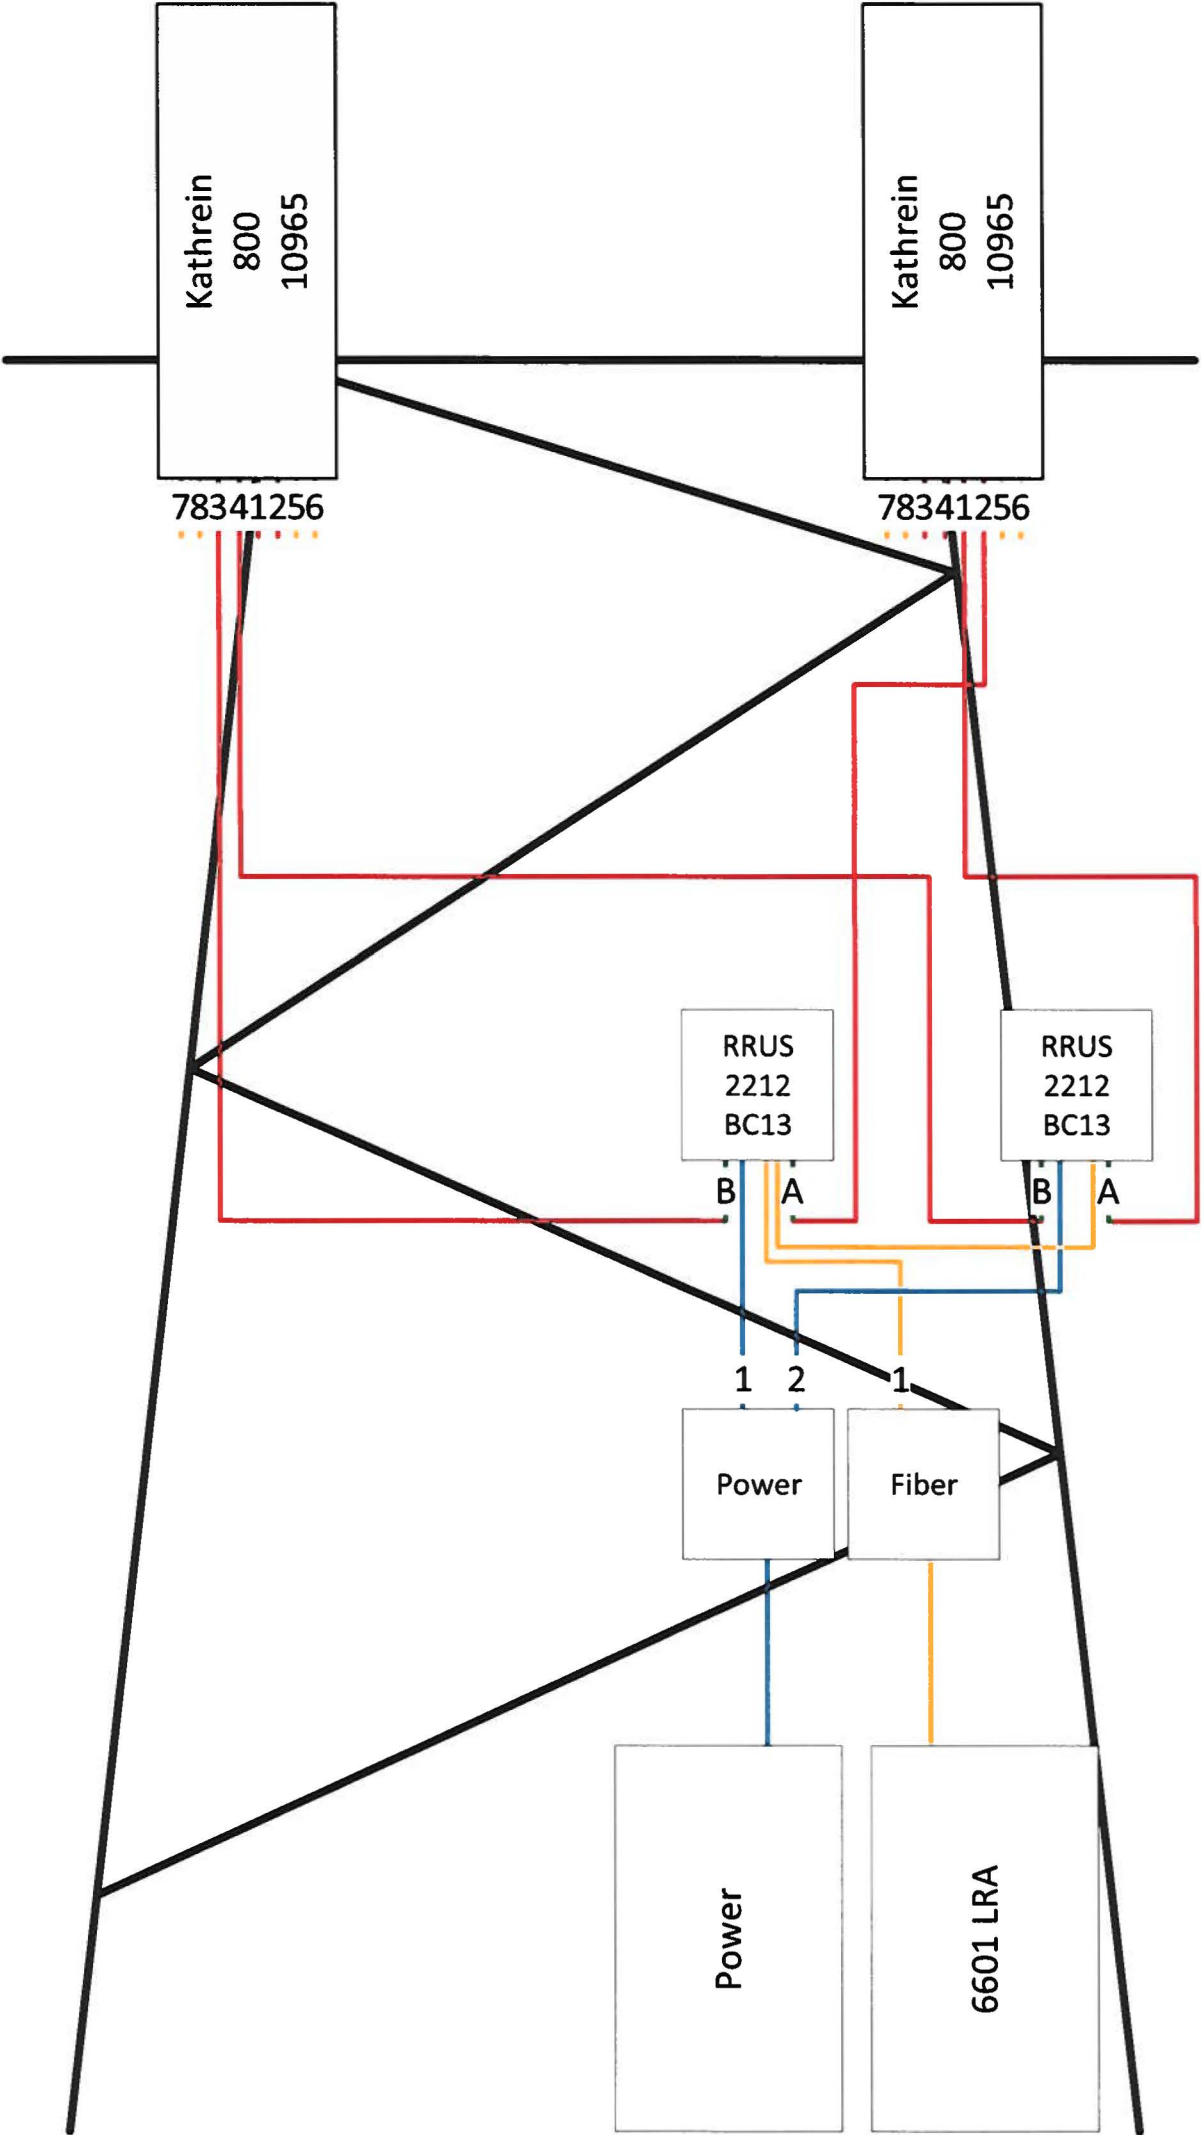 Kathrein
800
10965
Kathrein
800
10965
78341256
78341256
RRUS
2212
BC13
RRUS
2212
BC13
B A
B A
1 2 1
Power
Fiber
Power
6601 LRA